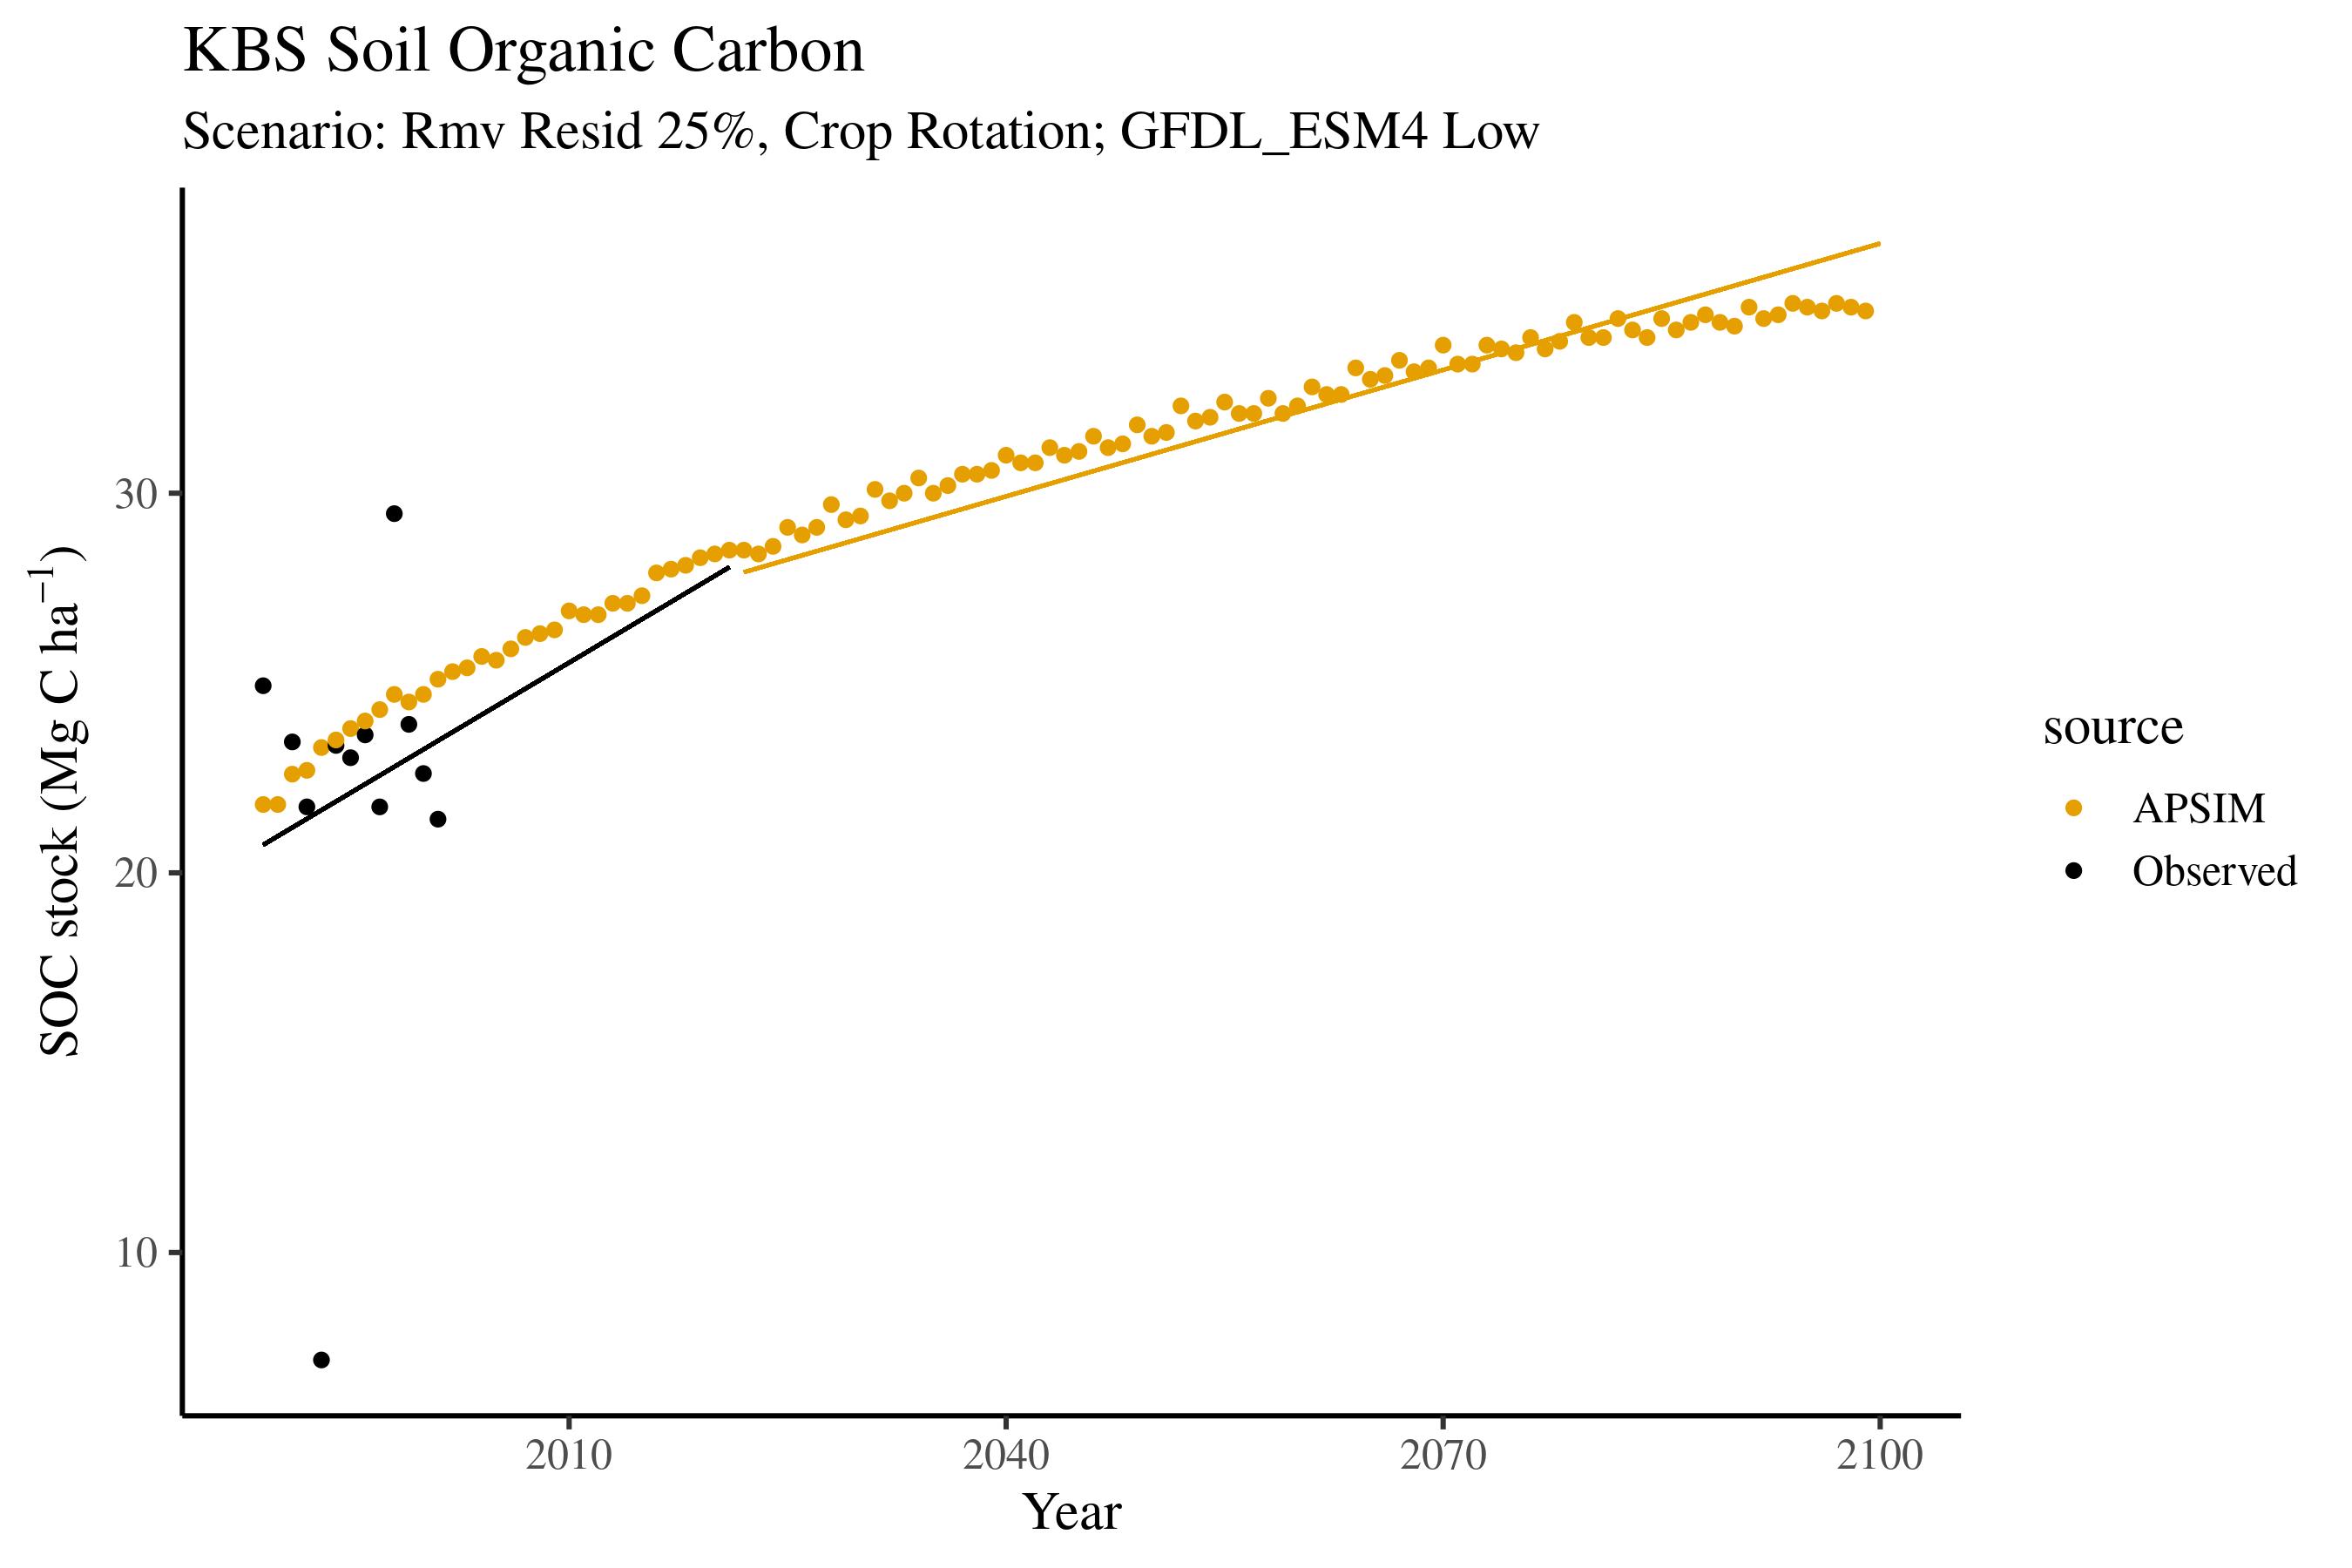 KBS Soil Organic Carbon
Scenario: Rmv Resid 25%, Crop Rotation; GFDL_ESM4 Low
SOC stock (Mg C ha⁻¹)
30
20
10
2010 2040 2070 2100
Year
source
APSIM
Observed